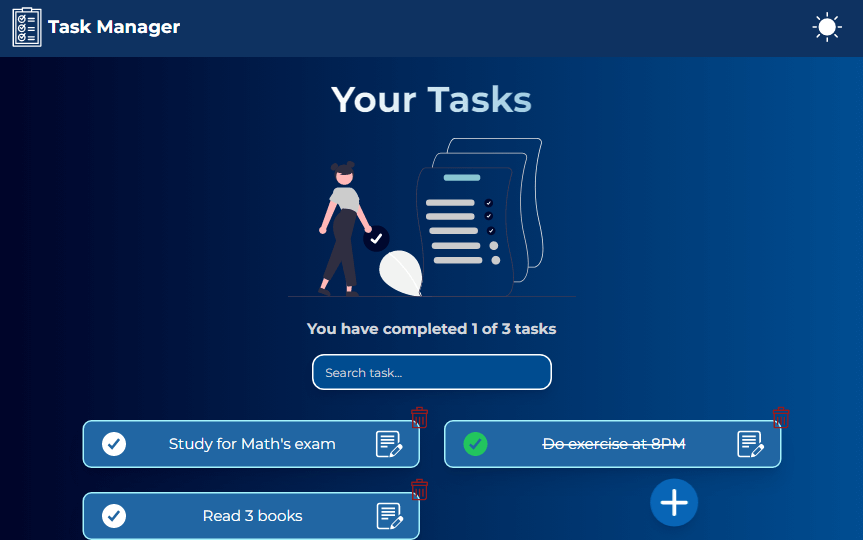 Task Manager
Your Tasks
You have completed 1 of 3 tasks
Search task...
Study for Math's exam
Do exercise at 8PM
Read 3 books